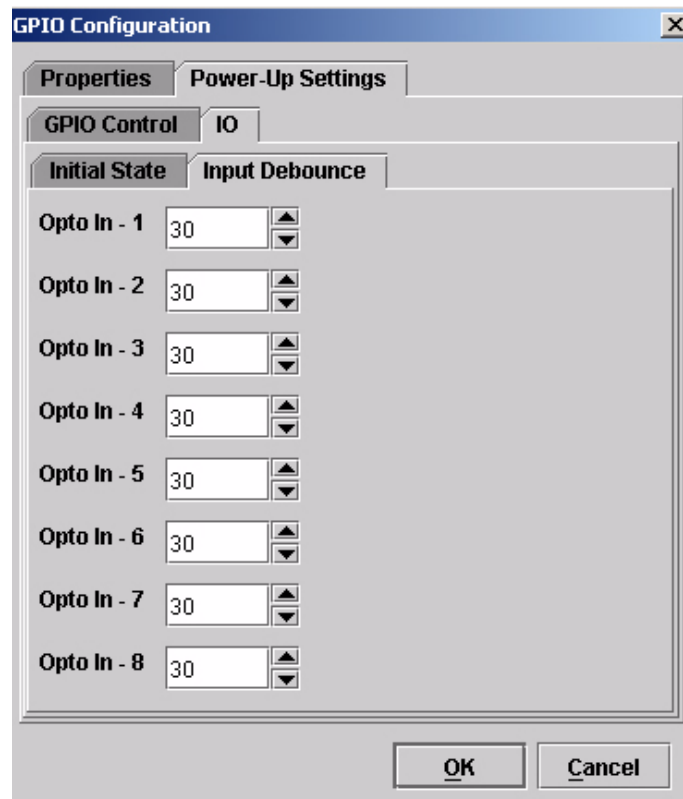 GPIO Configuration
Properties Power-Up Settings
GPIO Control IO
Initial State Input Debounce
Opto In - 1 30
Opto In - 2 30
Opto In - 3 30
Opto In - 4 30
Opto In - 5 30
Opto In - 6 30
Opto In - 7 30
Opto In - 8 30
OK Cancel